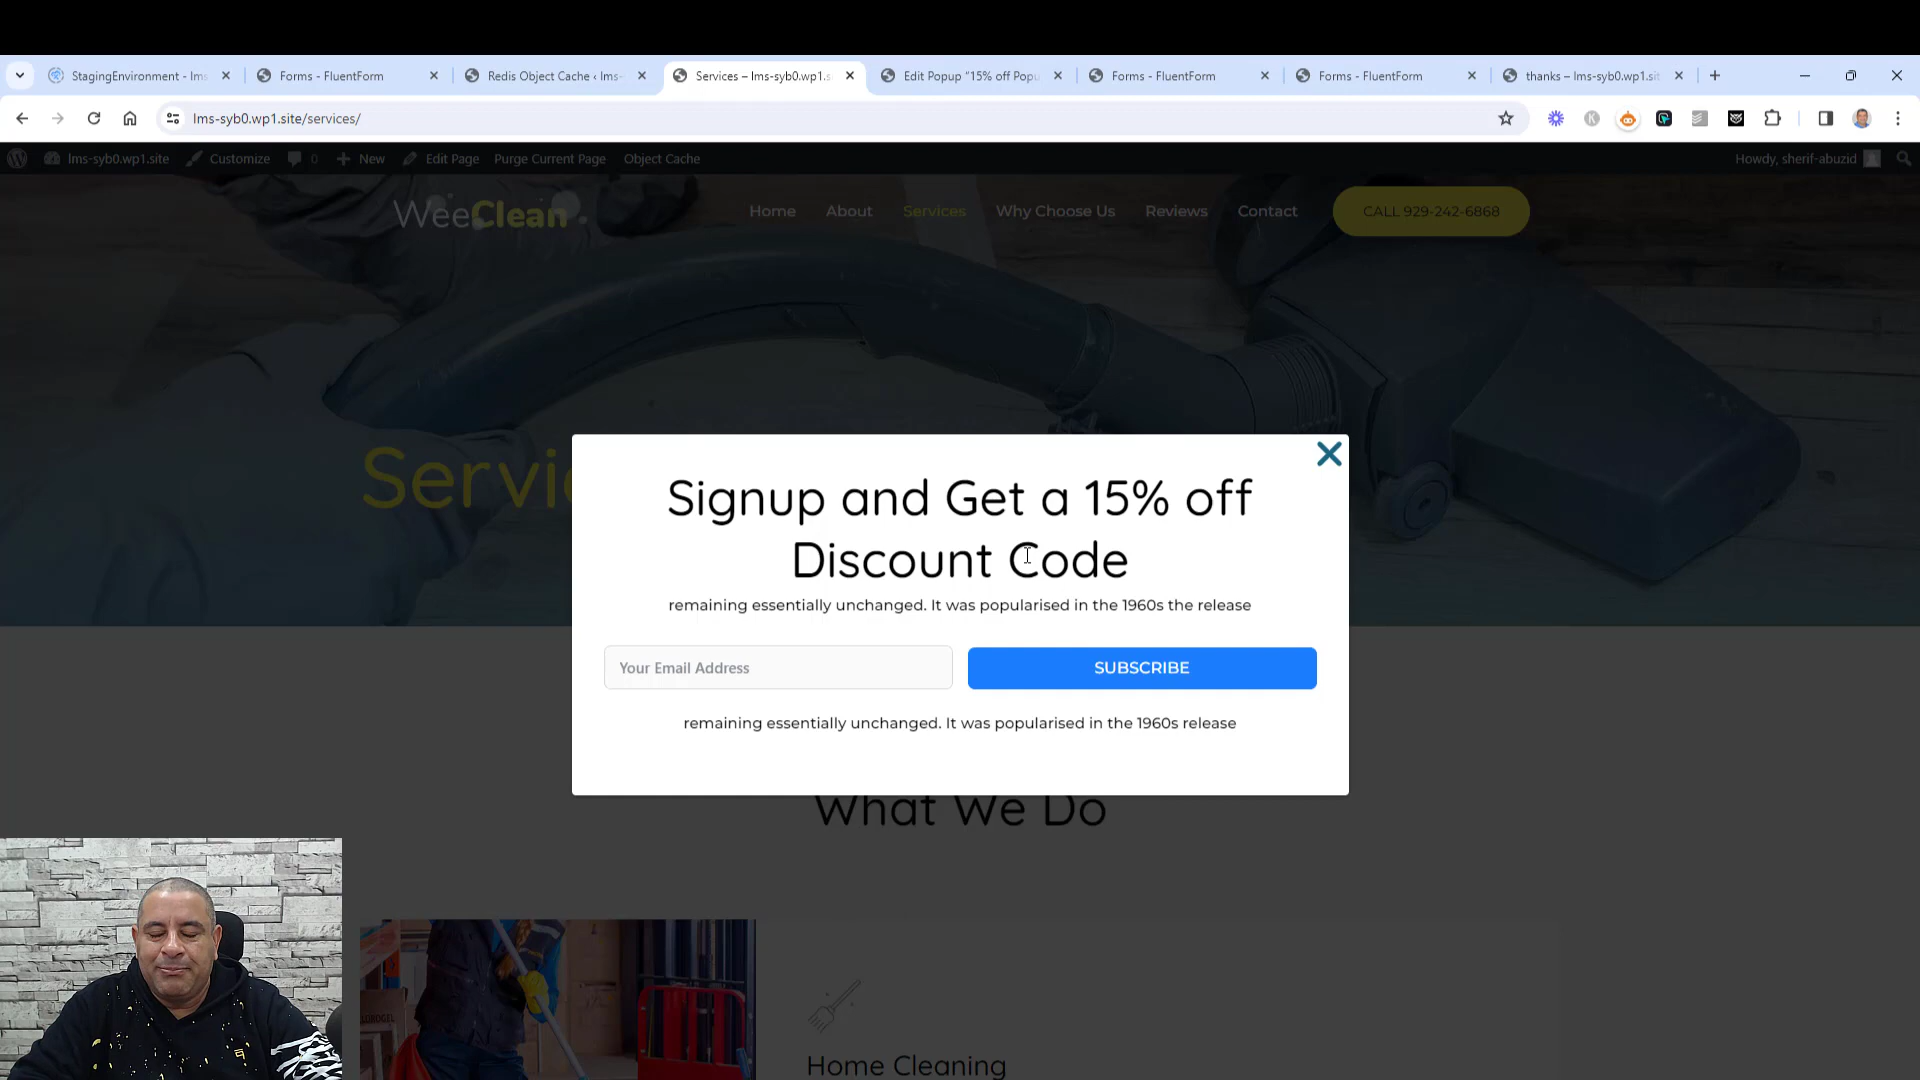 StagingEnvironment - lms
Forms - FluentForm
Redis Object Cache ‹ lms-
Services – lms-syb0.wp1.s
Edit Popup "15% off Popu
Forms - FluentForm
Forms - FluentForm
thanks – lms-syb0.wp1.sit
lms-syb0.wp1.site/services/
lms-syb0.wp1.site
Customize
0
New
Edit Page
Purge Current Page
Object Cache
Howdy, sherif-abuzid
WeeClean
Home
About
Services
Why Choose Us
Reviews
Contact
CALL 929-242-6868
Servi
Signup and Get a 15% off
Discount Code
remaining essentially unchanged. It was popularised in the 1960s the release
Your Email Address
SUBSCRIBE
remaining essentially unchanged. It was popularised in the 1960s release
What We Do
Home Cleaning